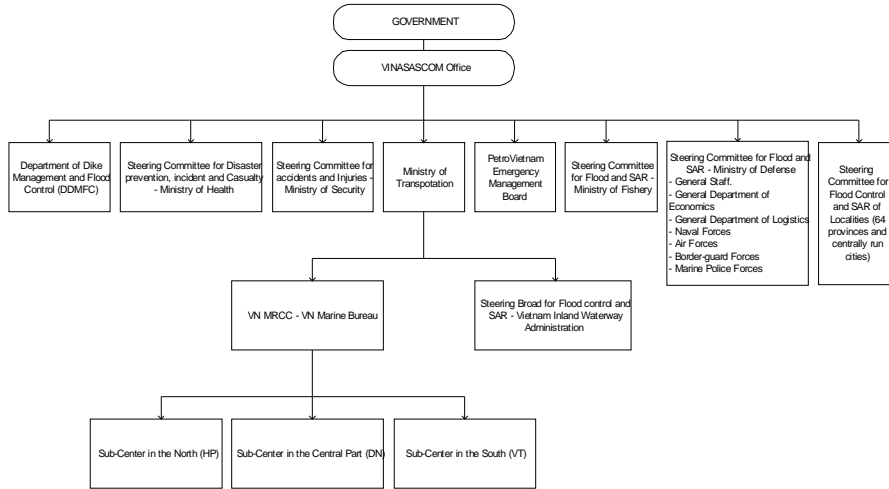 GOVERNMENT
VINASASCOM Office
Department of Dike
Management and Flood
Control (DDMFC)
Steering Committee for Disaster
prevention, incident and Casualty
- Ministry of Health
Steering Committee for
accidents and Injuries -
Ministry of Security
Ministry of
Transpotation
PetroVietnam
Emergency
Management
Board
Steering Committee
for Flood and SAR -
Ministry of Fishery
Steering Committee for Flood and
SAR - Ministry of Defense
- General Staff.
- General Department of
Economics
- General Department of Logistics
- Naval Forces
- Air Forces
- Border-guard Forces
- Marine Police Forces
Steering
Committee for
Flood Control
and SAR of
Localities (64
provinces and
centrally run
cities)
VN MRCC - VN Marine Bureau
Steering Broad for Flood control and
SAR - Vietnam Inland Waterway
Administration
Sub-Center in the North (HP)
Sub-Center in the Central Part (DN)
Sub-Center in the South (VT)